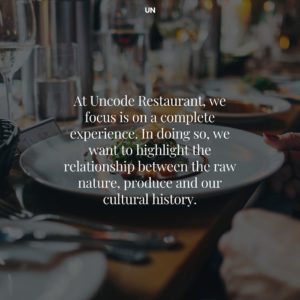 UN
At Uncode Restaurant, we
focus is on a complete
experience. In doing so, we
want to highlight the
relationship between the raw
nature, produce and our
cultural history.